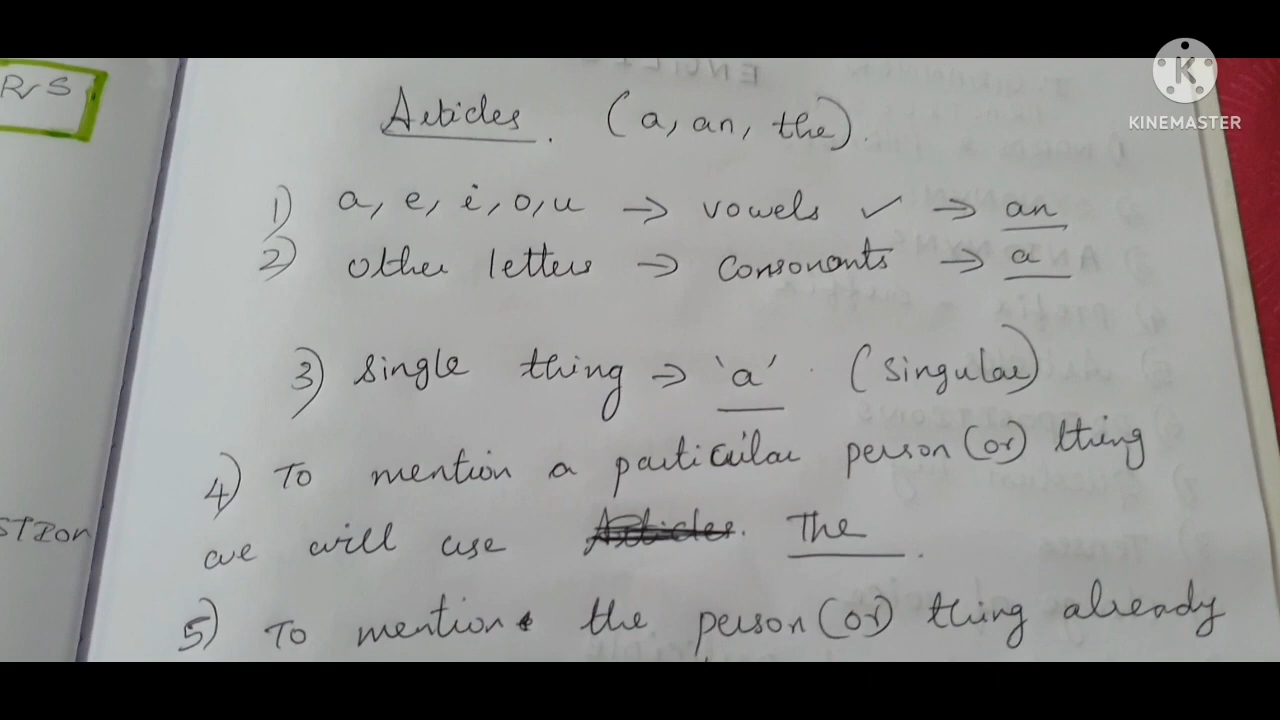 RS
Articles. (a, an, the).
1) a, e, i, o, u → vowels ✓ → an
2) other letters → consonants → a
3) single thing → 'a'. (singular)
4) To mention a particular person (or) thing
we will use Articles. The.
5) To mention the person (or) thing already
STION
KINEMASTER